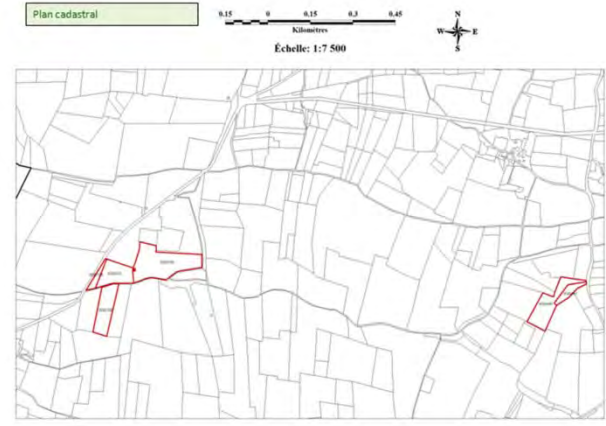 Plan cadastral
0.15 0 0.15 0.3 0.45
Kilomètres
Échelle: 1:7 500
N
W E
S